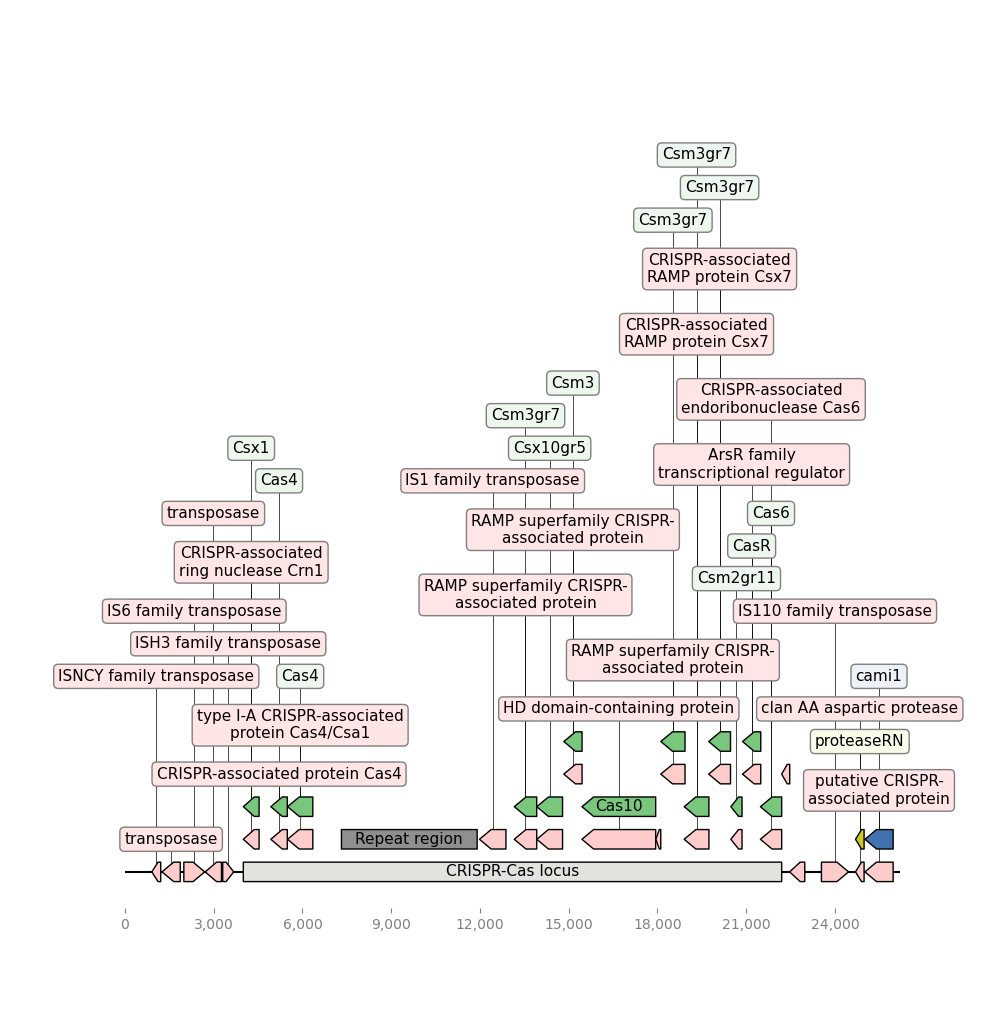 Csm3gr7
Csm3gr7
Csm3gr7
CRISPR-associated
RAMP protein Csx7
CRISPR-associated
RAMP protein Csx7
Csm3
CRISPR-associated
endoribonuclease Cas6
Csm3gr7
Csx1
Csx10gr5
ArsR family
transcriptional regulator
Cas4
IS1 family transposase
transposase
Cas6
RAMP superfamily CRISPR-
associated protein
CasR
CRISPR-associated
ring nuclease Crn1
Csm2gr11
RAMP superfamily CRISPR-
associated protein
IS6 family transposase
IS110 family transposase
ISH3 family transposase
RAMP superfamily CRISPR-
associated protein
ISNCY family transposase
Cas4
cami1
HD domain-containing protein
clan AA aspartic protease
type I-A CRISPR-associated
protein Cas4/Csa1
proteaseRN
CRISPR-associated protein Cas4
putative CRISPR-
associated protein
Cas10
transposase
Repeat region
CRISPR-Cas locus
0 3,000 6,000 9,000 12,000 15,000 18,000 21,000 24,000